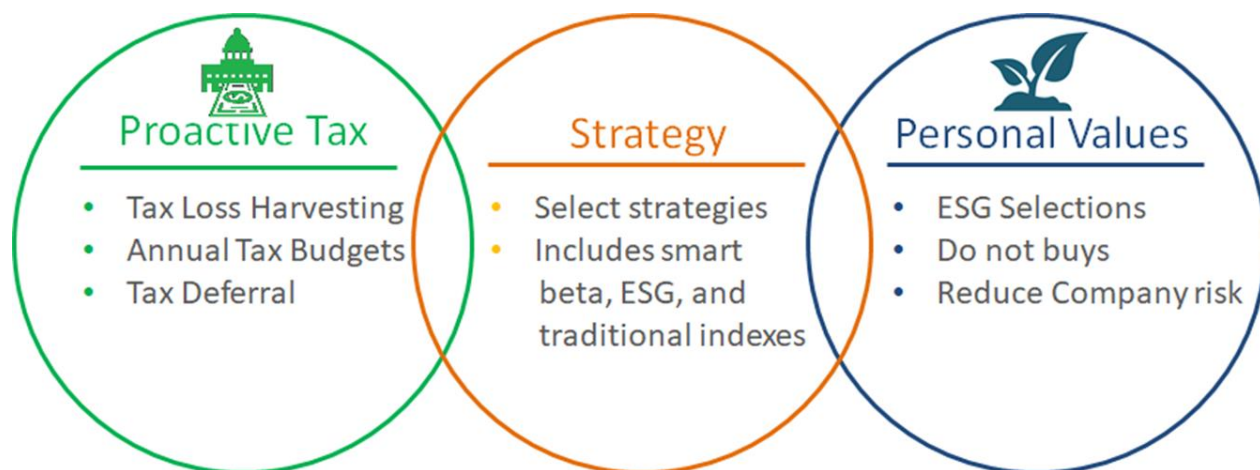 Proactive Tax
• Tax Loss Harvesting
• Annual Tax Budgets
• Tax Deferral
Strategy
• Select strategies
• Includes smart
beta, ESG, and
traditional indexes
Personal Values
• ESG Selections
• Do not buys
• Reduce Company risk